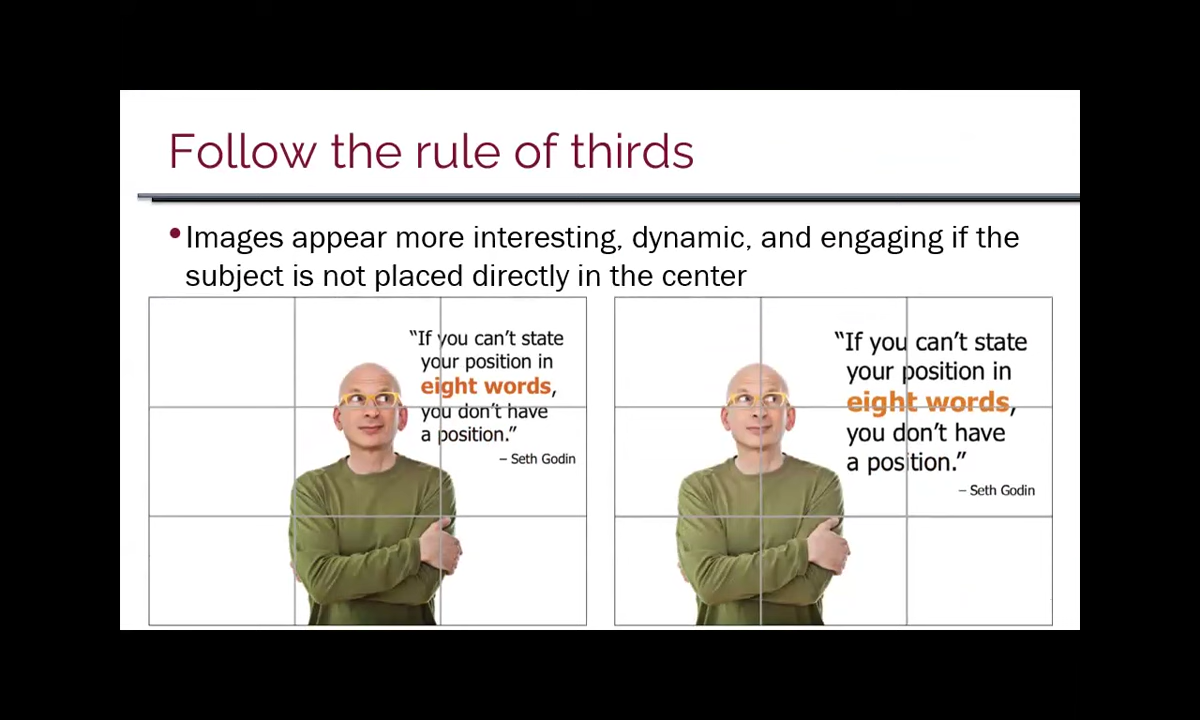 Follow the rule of thirds
•Images appear more interesting, dynamic, and engaging if the
subject is not placed directly in the center
“If you can’t state
your position in
eight words,
you don’t have
a position.”
– Seth Godin
“If you can’t state
your position in
eight words,
you don’t have
a position.”
– Seth Godin